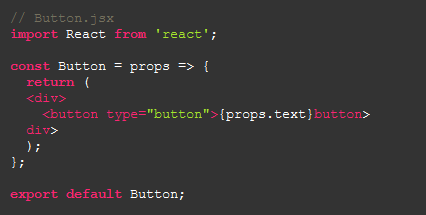 // Button.jsx
import React from 'react';

const Button = props => {
  return (
  <div>
    <button type="button">{props.text}button>
  div>
  );
};

export default Button;